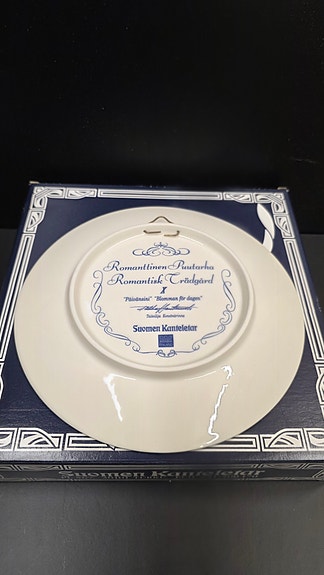 Romanttinen Puutarha
Romantisk Trädgård
X
"Päivänsini" "Blomman för dagen"
Suomen Kanteletar
Suomen Kanteletar